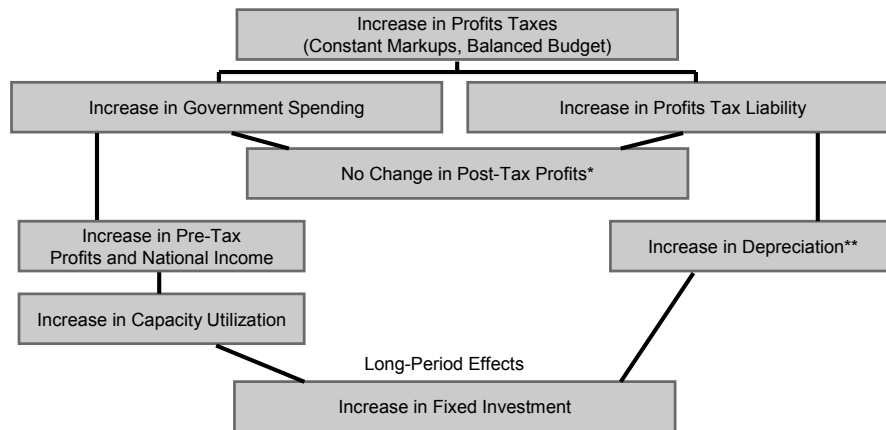 Increase in Profits Taxes
(Constant Markups, Balanced Budget)
Increase in Government Spending
Increase in Profits Tax Liability
No Change in Post-Tax Profits*
Increase in Pre-Tax
Profits and National Income
Increase in Depreciation**
Increase in Capacity Utilization
Long-Period Effects
Increase in Fixed Investment